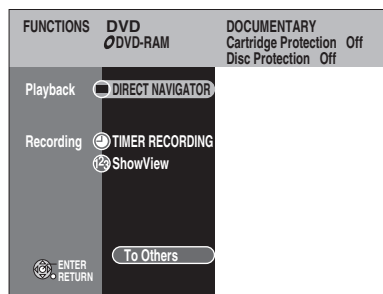 FUNCTIONS DVD DOCUMENTARY
DVD-RAM Cartridge Protection Off
Disc Protection Off
Playback DIRECT NAVIGATOR
Recording TIMER RECORDING
123 ShowView
To Others
ENTER
RETURN